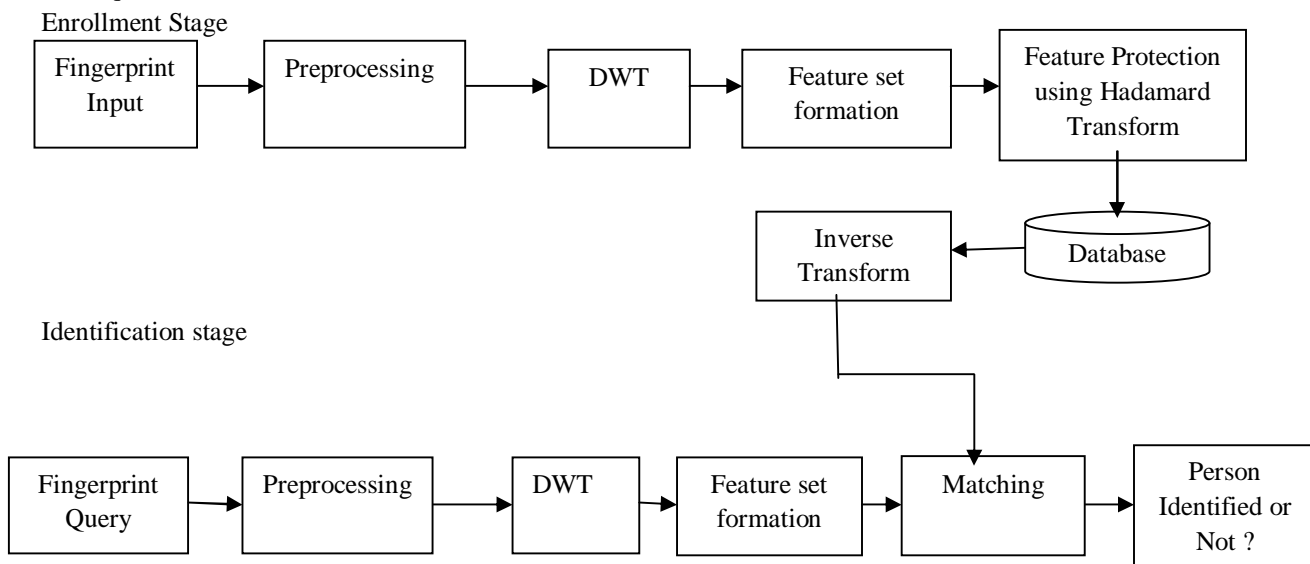 Enrollment Stage
Fingerprint
Input
Preprocessing
DWT
Feature set
formation
Feature Protection
using Hadamard
Transform
Inverse
Transform
Database
Identification stage
Fingerprint
Query
Preprocessing
DWT
Feature set
formation
Matching
Person
Identified or
Not ?